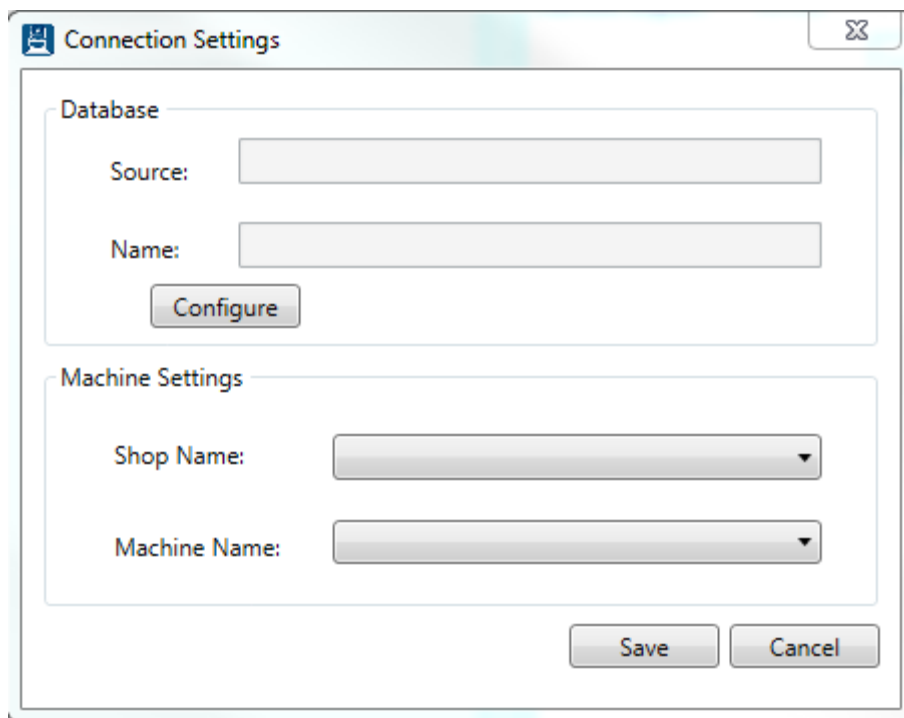 Connection Settings
Database
Source:
Name:
Configure
Machine Settings
Shop Name:
Machine Name:
Save Cancel